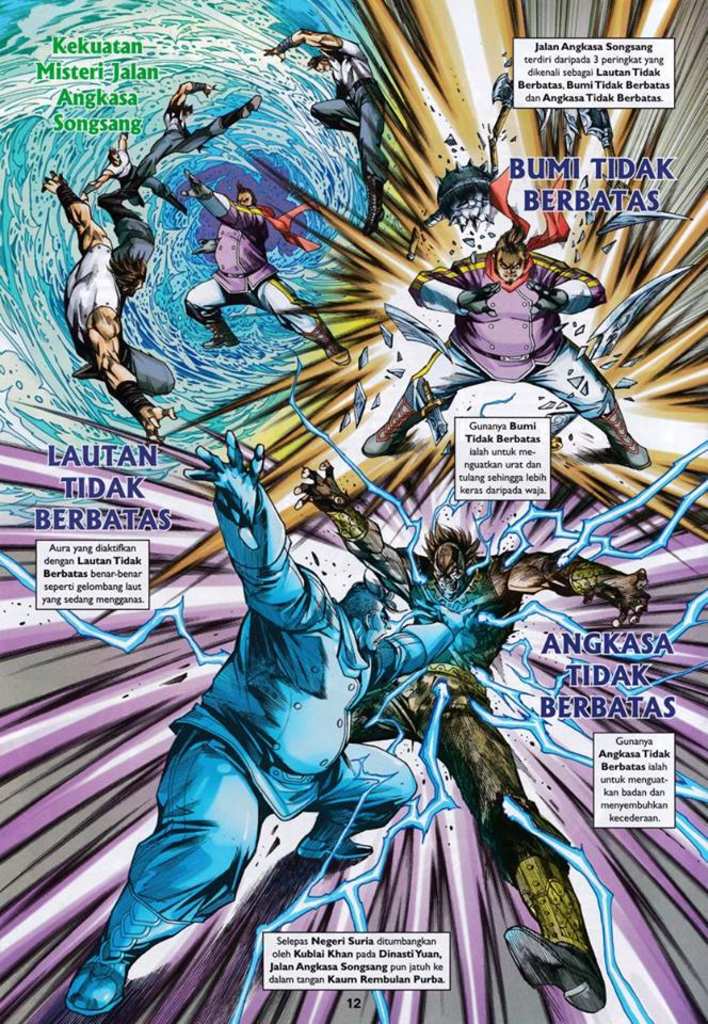 Kekuatan
Misteri Jalan
Angkasa
Songsang
Jalan Angkasa Songsang
terdiri daripada 3 peringkat yang
dikenali sebagai Lautan Tidak
Berbatas, Bumi Tidak Berbatas
dan Angkasa Tidak Berbatas.
BUMI TIDAK
BERBATAS
Gunanya Bumi
Tidak Berbatas
ialah untuk me-
nguatkan urat dan
tulang sehingga lebih
keras daripada waja.
LAUTAN
TIDAK
BERBATAS
Aura yang diaktifkan
dengan Lautan Tidak
Berbatas benar-benar
seperti gelombang laut
yang sedang mengganas.
ANGKASA
TIDAK
BERBATAS
Gunanya
Angkasa Tidak
Berbatas ialah
untuk menguat-
kan badan dan
menyembuhkan
kecederaan.
Selepas Negeri Suria ditumbangkan
oleh Kublai Khan pada Dinasti Yuan,
Jalan Angkasa Songsang pun jatuh ke
dalam tangan Kaum Rembulan Purba.
12